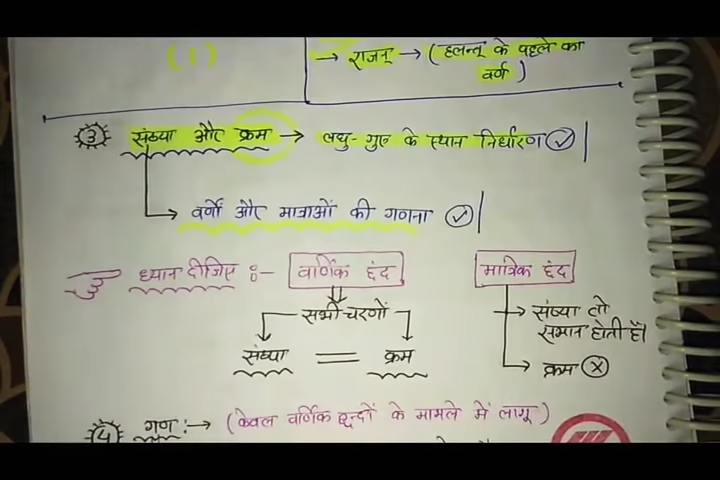 (1)
→ राजन् → (हलन्त् के पहले का
वर्ण)
③ संख्या और क्रम → लघु-गुरु के स्थान निर्धारण ✓।
→ वर्णों और मात्राओं की गणना ✓।
ध्यान दीजिए :- वार्णिक छंद
मात्रिक छंद
सभी चरणों
→ संख्या तो
समान होती है।
संख्या = क्रम
→ क्रम ×
④ गण :→ (केवल वर्णिक छन्दों के मामले में लागू)